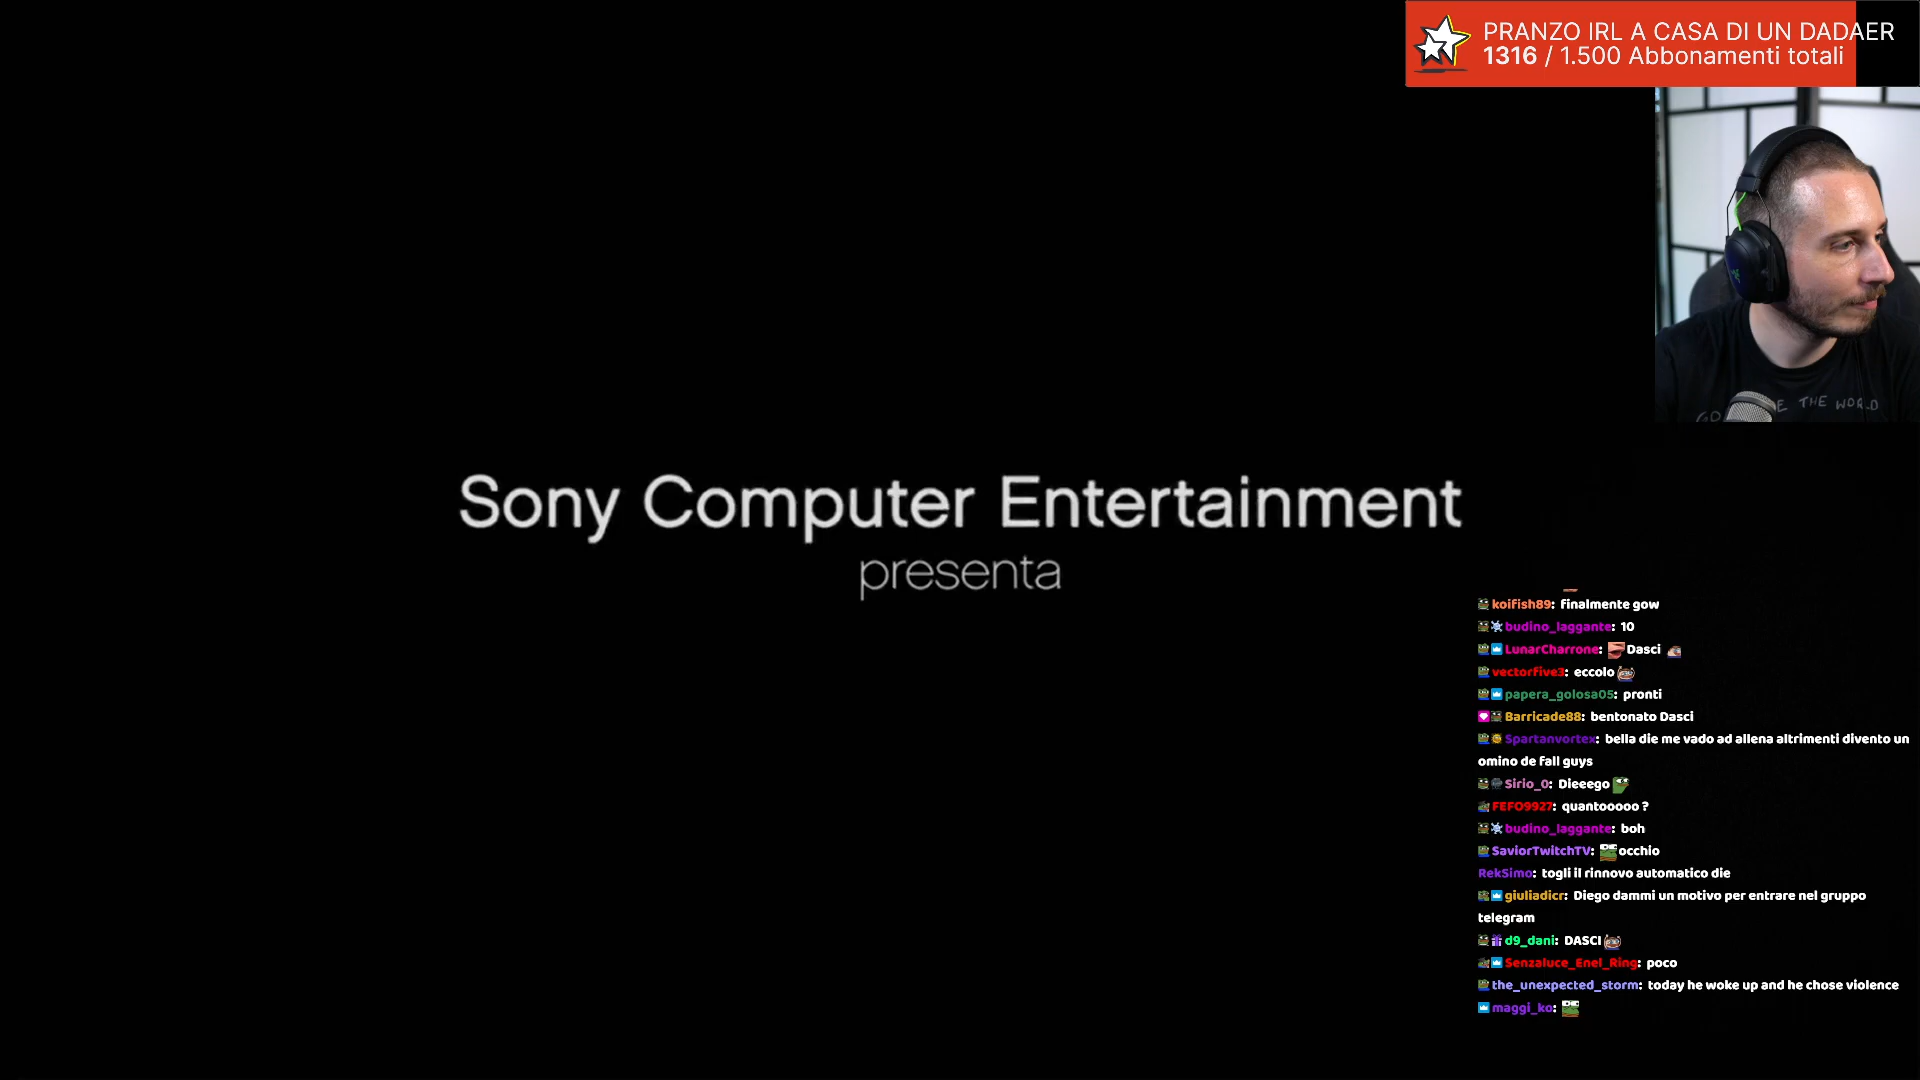 PRANZO IRL A CASA DI UN DADAER
1316 / 1.500 Abbonamenti totali
E THE WORLD
Sony Computer Entertainment
presenta
koifish89: finalmente gow
budino_laggante: 10
LunarCharrone: Dasci
vectorfive3: eccolo
papera_golosa05: pronti
Barricade88: bentonato Dasci
Spartanvortex: bella die me vado ad allena altrimenti divento un
omino de fall guys
Sirio_0: Dieeego
FEFO9927: quantooooo ?
budino_laggante: boh
SaviorTwitchTV: occhio
RekSimo: togli il rinnovo automatico die
giuliadicr: Diego dammi un motivo per entrare nel gruppo
telegram
d9_dani: DASCI
Senzaluce_Enel_Ring: poco
the_unexpected_storm: today he woke up and he chose violence
maggi_ko: